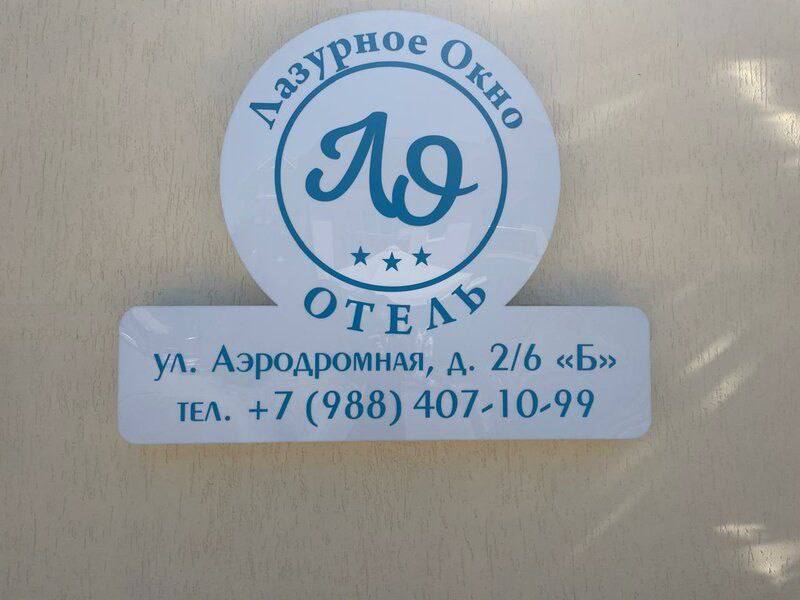 Лазурное Окно
ЛО
ОТЕЛЬ
ул. Аэродромная, д. 2/6 «Б»
тел. +7 (988) 407-10-99